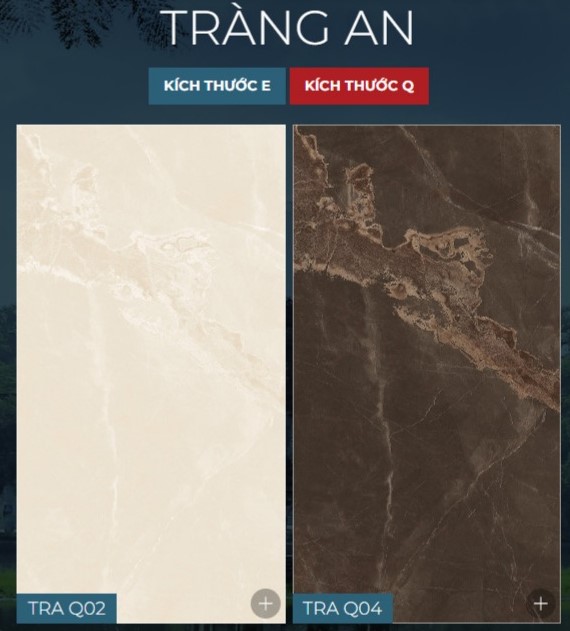 TRÀNG AN
KÍCH THƯỚC E
KÍCH THƯỚC Q
TRA Q02
TRA Q04